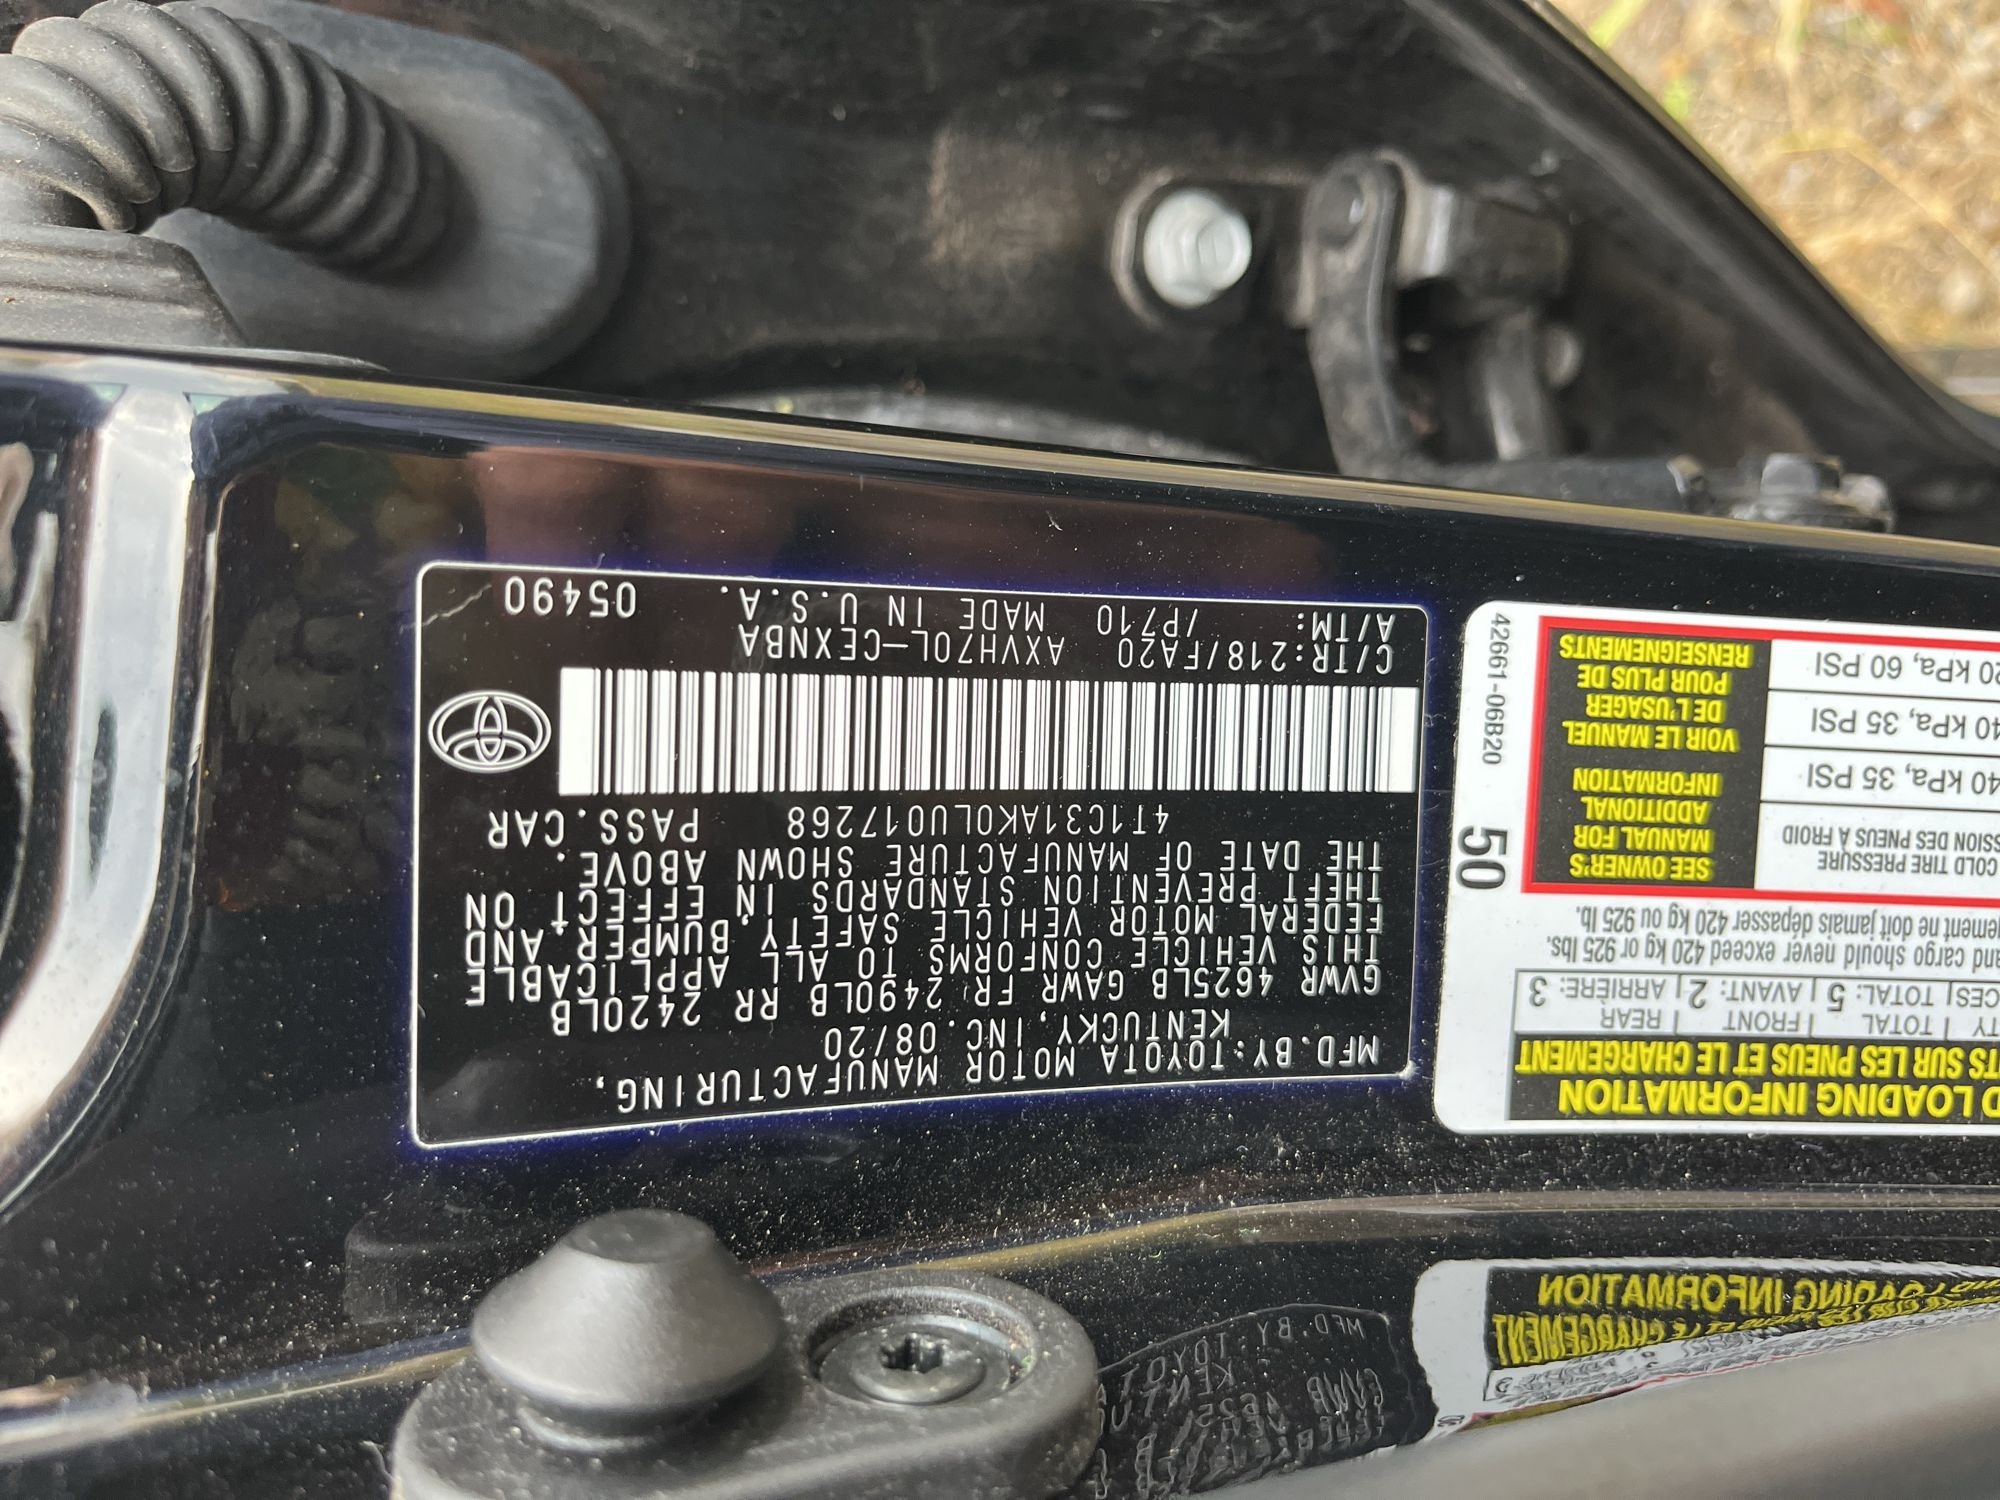 MFD.BY:TOYOTA MOTOR MANUFACTURING,
KENTUCKY,INC.08/20
GVWR 4625LB GAWR FR 2490LB RR 2420LB
THIS VEHICLE CONFORMS TO ALL APPLICABLE
FEDERAL MOTOR VEHICLE SAFETY,BUMPER,AND
THEFT PREVENTION STANDARDS IN EFFECT ON
THE DATE OF MANUFACTURE SHOWN ABOVE.
4T1C31AK0LU017268 PASS.CAR
C/TR:218/FA20 AXVH70L-CEXNBA
A/TM: /P710 MADE IN U.S.A. 05490
LOADING INFORMATION
SUR LES PNEUS ET LE CHARGEMENT
TOTAL FRONT REAR
TOTAL: 5 AVANT: 2 ARRIÈRE: 3
and cargo should never exceed 420 kg or 925 lbs.
ne doit jamais dépasser 420 kg ou 925 lb.
COLD TIRE PRESSURE
DES PNEUS À FROID
kPa, 35 PSI
kPa, 35 PSI
kPa, 60 PSI
SEE OWNER'S
MANUAL FOR
ADDITIONAL
INFORMATION
VOIR LE MANUEL
DE L'USAGER
POUR PLUS DE
RENSEIGNEMENTS
50
42661-06B20
LOADING INFORMATION
CHARGEMENT
MFD.BY:TOYOT